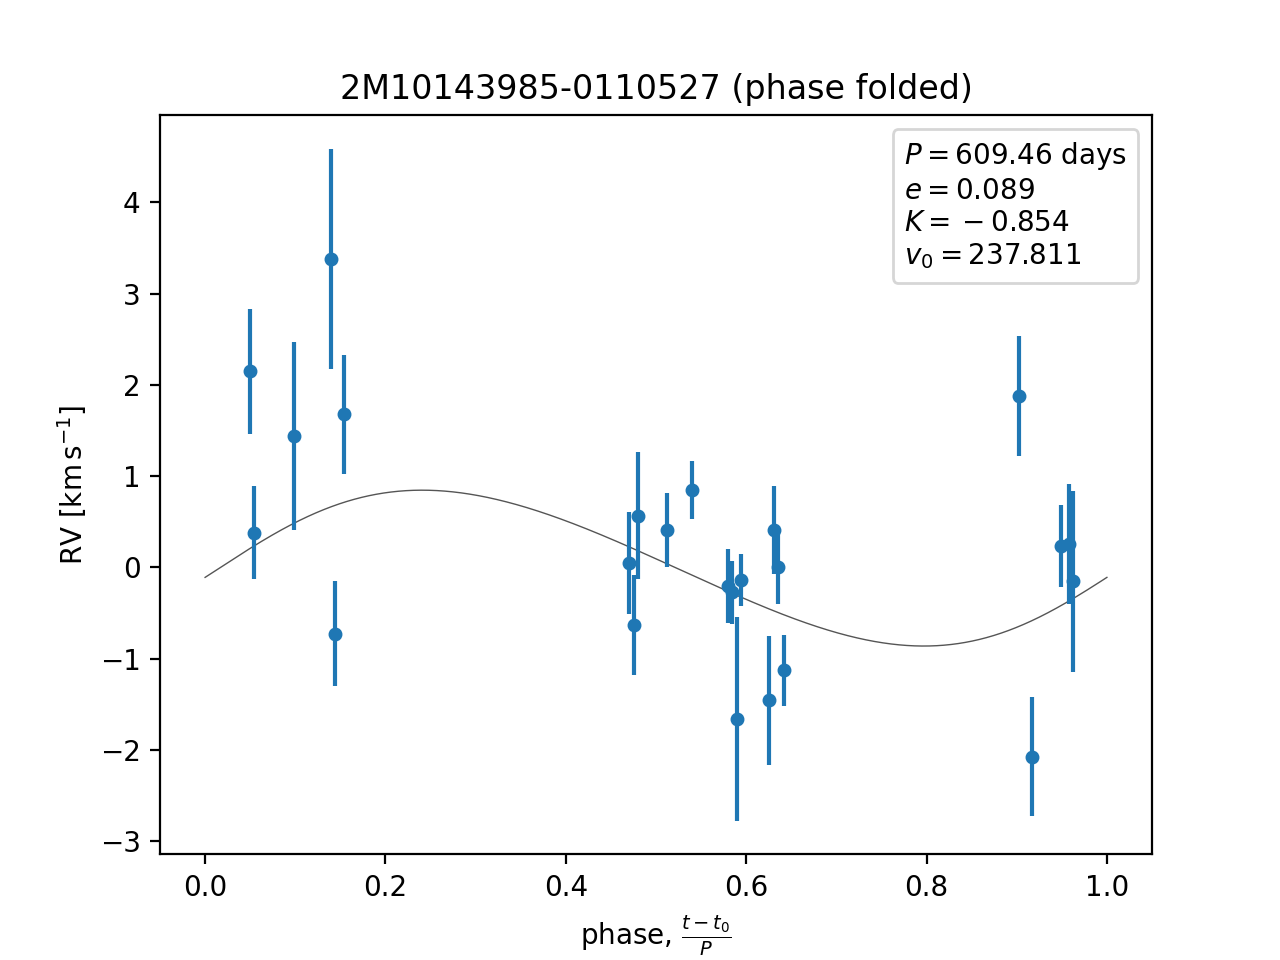 2M10143985-0110527 (phase folded)
P = 609.46 days
e = 0.089
K = −0.854
v₀ = 237.811
RV [km s⁻¹]
4
3
2
1
0
−1
−2
−3
0.0 0.2 0.4 0.6 0.8 1.0
phase, (t − t₀)/P